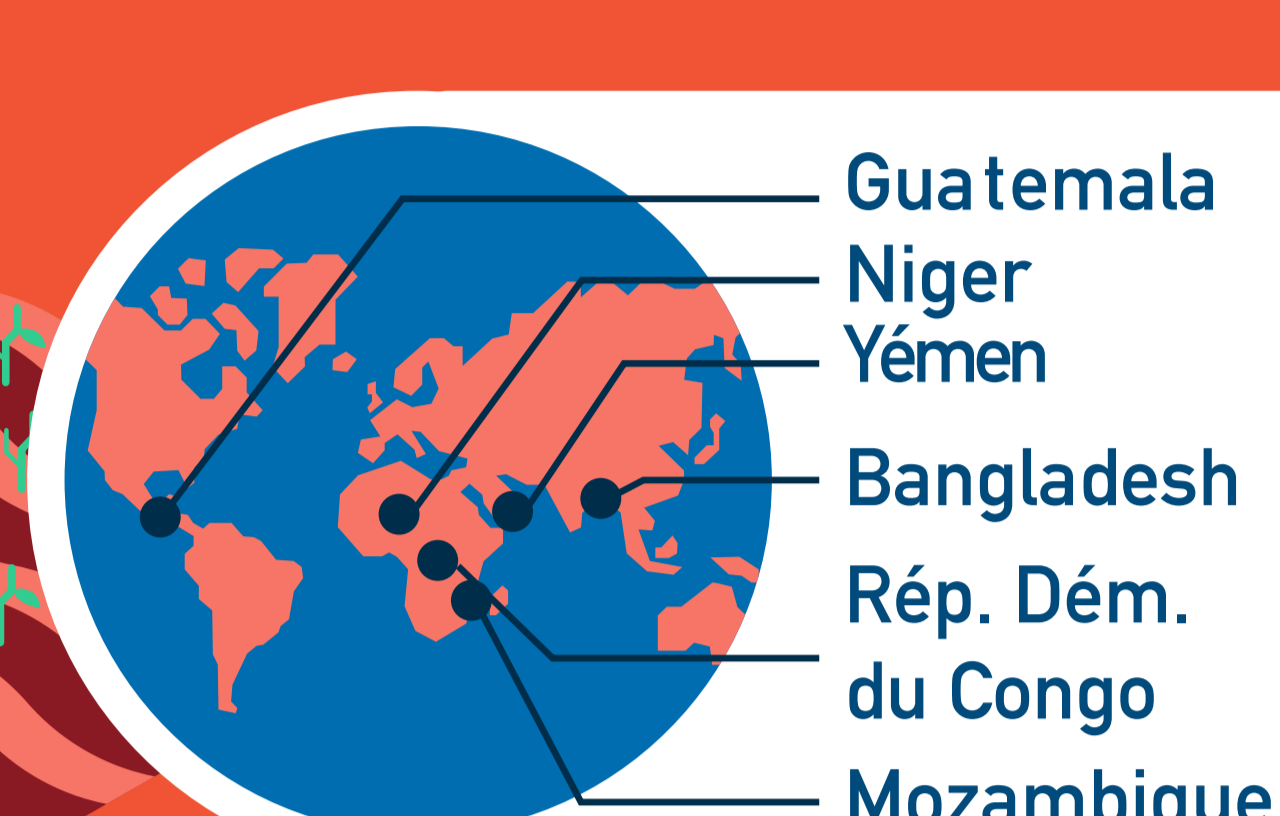 Guatemala
Niger
Yémen
Bangladesh
Rép. Dém.
du Congo
Mozambique